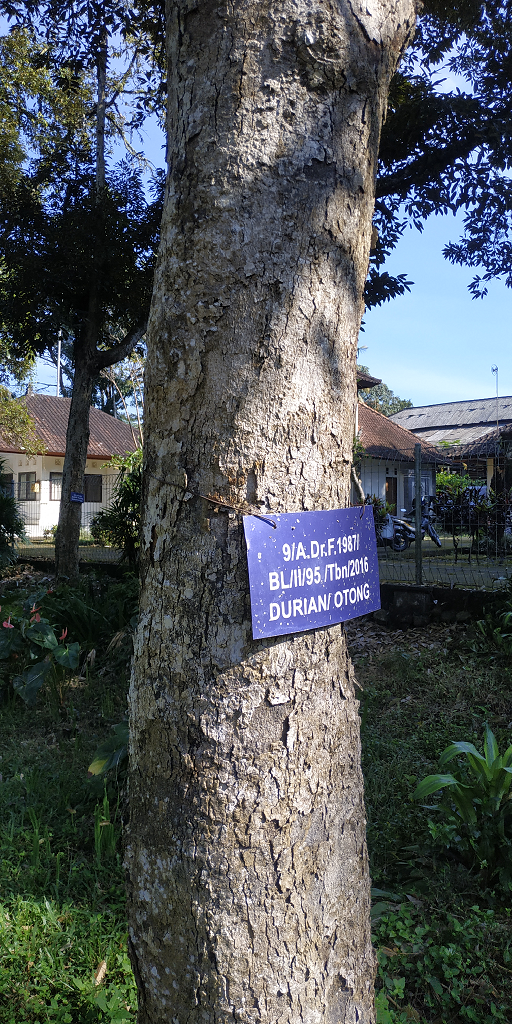 9/A.Dr.F.1987/
BL/II/95./Tbn/2016
DURIAN/ OTONG